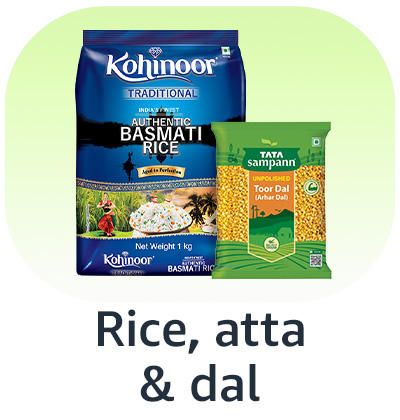 Kohinoor
TRADITIONAL
INDIA'S FINEST
AUTHENTIC
BASMATI
RICE
Aged to Perfection
Net Weight 1 kg
Kohinoor
AUTHENTIC
BASMATI RICE
TATA
sampann
UNPOLISHED
Toor Dal
(Arhar Dal)
Rice, atta
& dal